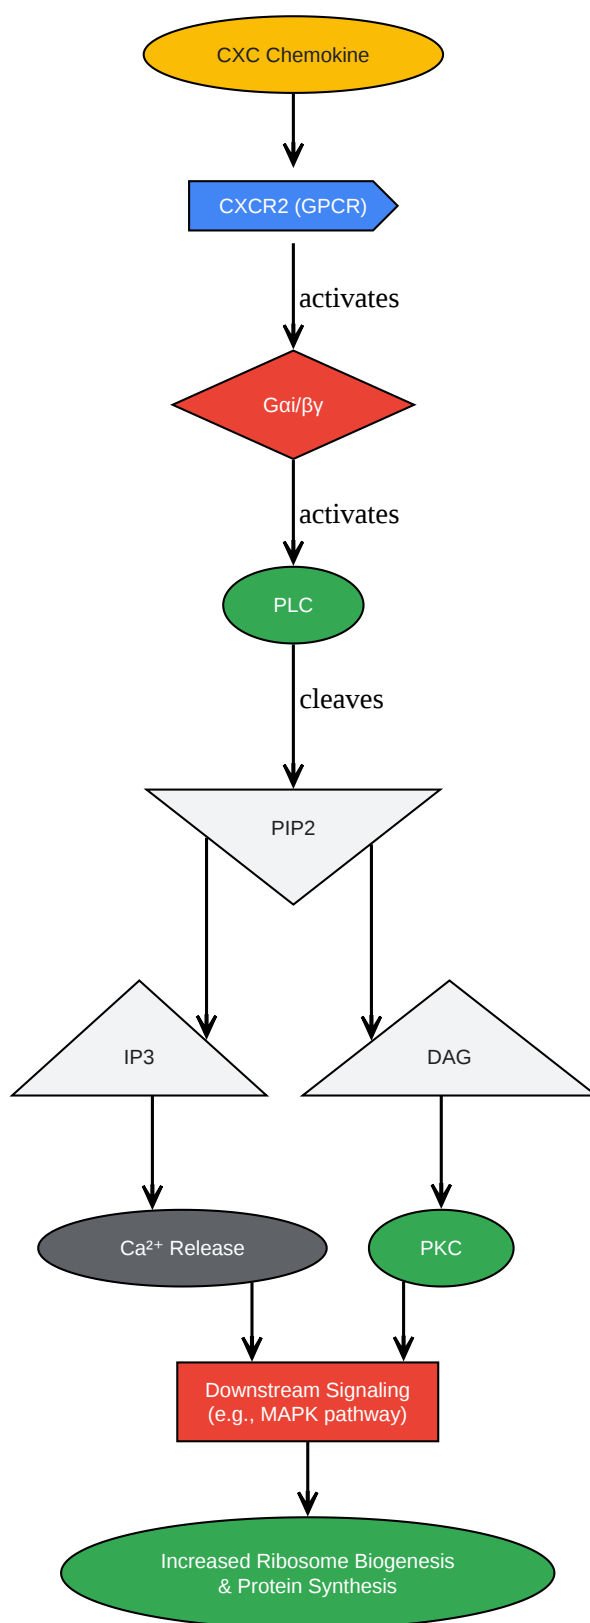 CXC Chemokine
CXCR2 (GPCR)
activates
Gαi/βγ
activates
PLC
cleaves
PIP2
IP3
DAG
Ca²⁺ Release
PKC
Downstream Signaling
(e.g., MAPK pathway)
Increased Ribosome Biogenesis
& Protein Synthesis